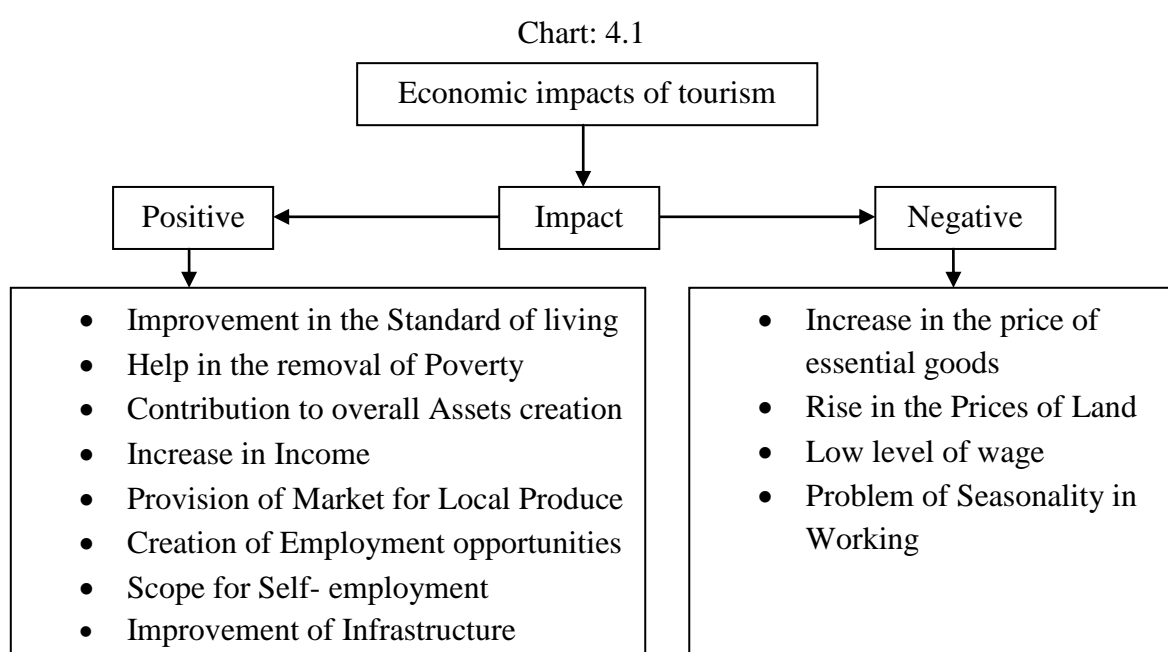 Chart: 4.1
Economic impacts of tourism
Positive
Impact
Negative
• Improvement in the Standard of living
• Help in the removal of Poverty
• Contribution to overall Assets creation
• Increase in Income
• Provision of Market for Local Produce
• Creation of Employment opportunities
• Scope for Self- employment
• Improvement of Infrastructure
• Increase in the price of
essential goods
• Rise in the Prices of Land
• Low level of wage
• Problem of Seasonality in
Working